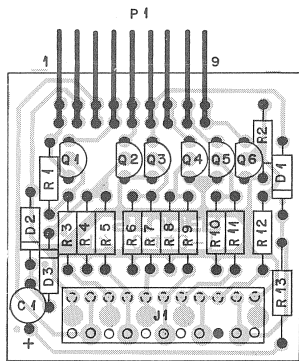 P1
1 9
Q1 Q2 Q3 Q4 Q5 Q6
R2
D1
R1
D2
R3 R4 R5 R6 R7 R8 R9 R10 R11 R12
D3
R13
C1
J1
+